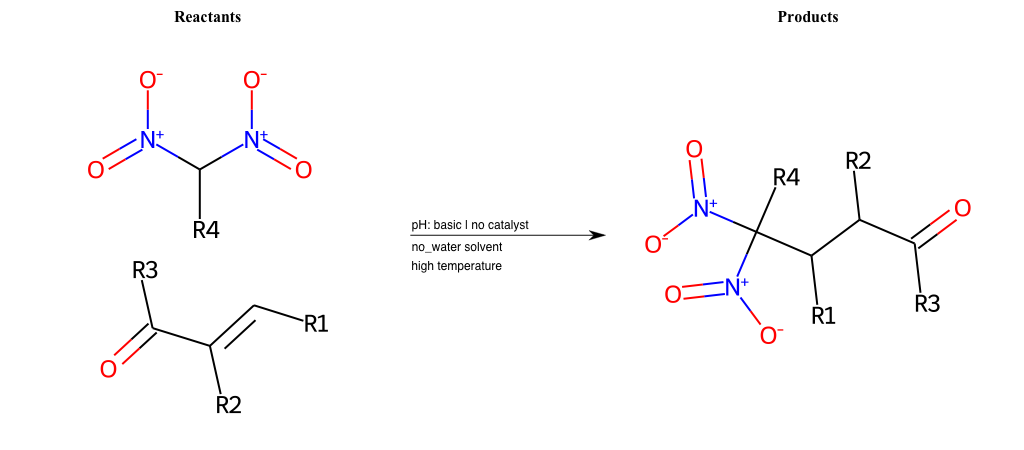 Reactants
Products
O-
O-
N+
N+
O
O
R4
R3
R1
O
R2
pH: basic | no catalyst
no_water solvent
high temperature
O
R2
R4
N+
O
O-
N+
O
R1
R3
O-